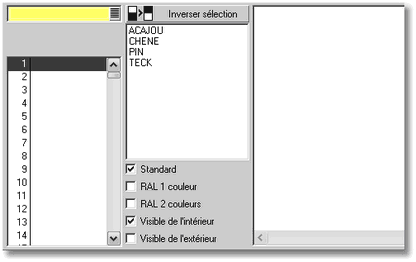 Inverser sélection
ACAJOU
CHENE
PIN
TECK
1
2
3
4
5
6
7
8
9
10
11
12
13
14
Standard
RAL 1 couleur
RAL 2 couleurs
Visible de l'intérieur
Visible de l'extérieur